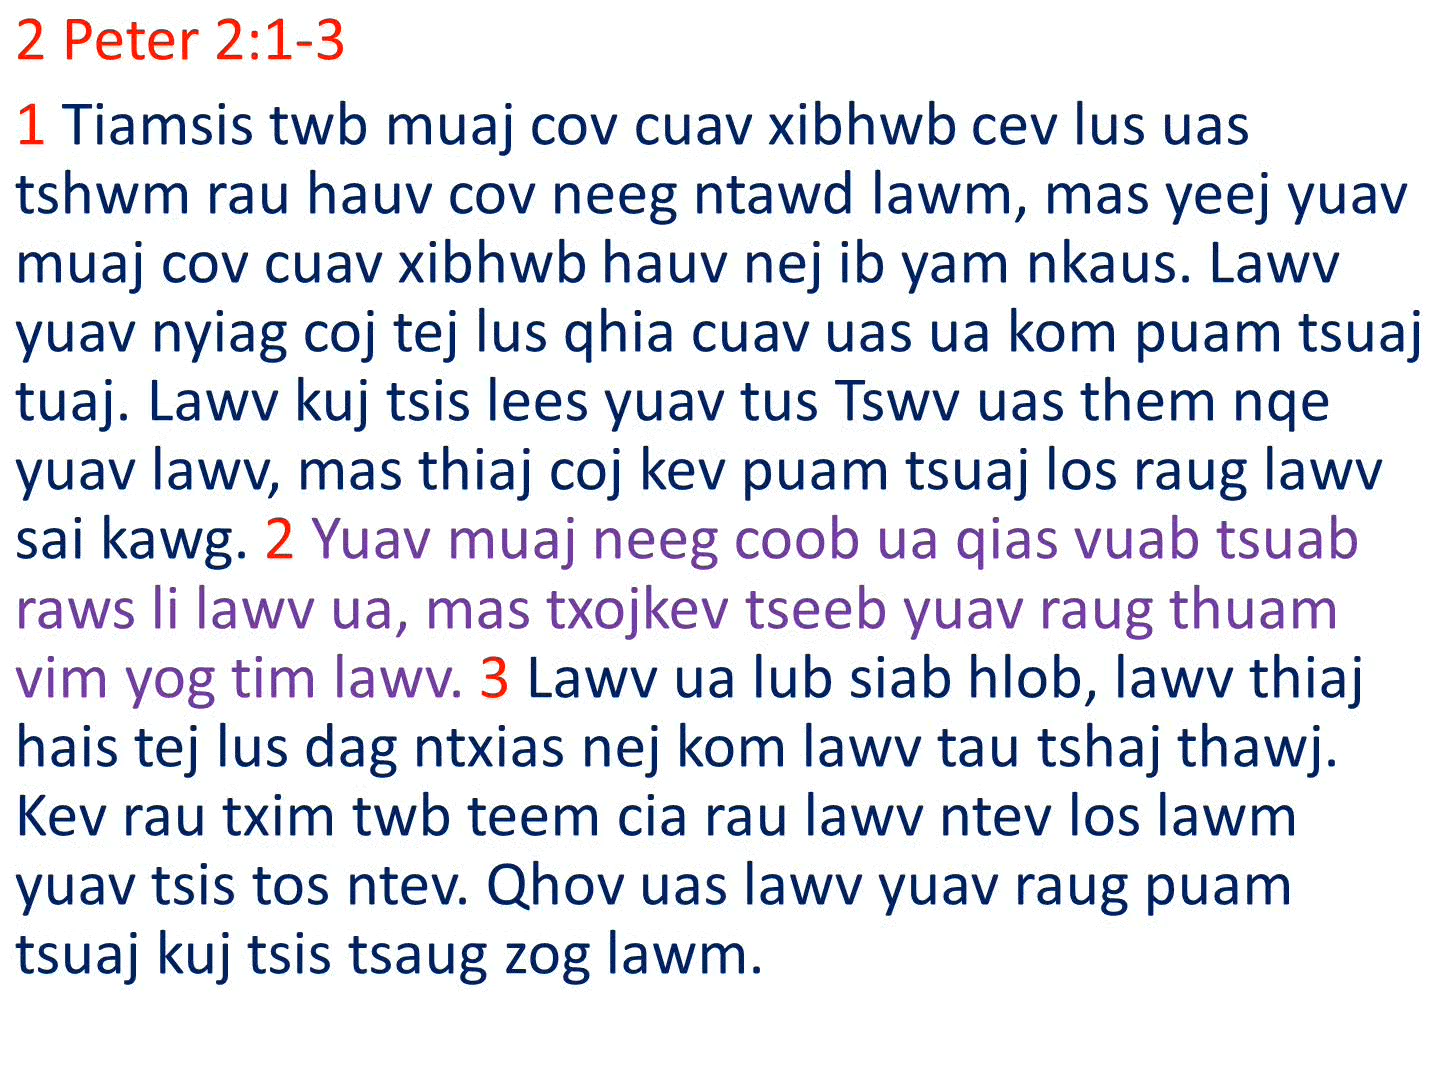 2 Peter 2:1-3
1 Tiamsis twb muaj cov cuav xibhwb cev lus uas
tshwm rau hauv cov neeg ntawd lawm, mas yeej yuav
muaj cov cuav xibhwb hauv nej ib yam nkaus. Lawv
yuav nyiag coj tej lus qhia cuav uas ua kom puam tsuaj
tuaj. Lawv kuj tsis lees yuav tus Tswv uas them nqe
yuav lawv, mas thiaj coj kev puam tsuaj los raug lawv
sai kawg. 2 Yuav muaj neeg coob ua qias vuab tsuab
raws li lawv ua, mas txojkev tseeb yuav raug thuam
vim yog tim lawv. 3 Lawv ua lub siab hlob, lawv thiaj
hais tej lus dag ntxias nej kom lawv tau tshaj thawj.
Kev rau txim twb teem cia rau lawv ntev los lawm
yuav tsis tos ntev. Qhov uas lawv yuav raug puam
tsuaj kuj tsis tsaug zog lawm.